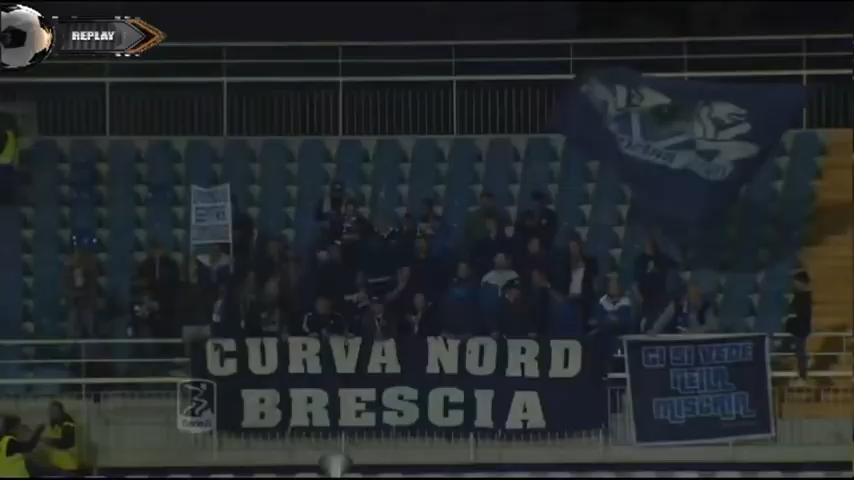 REPLAY
CURVA NORD
BRESCIA
CI SI VEDE
NELLA
MISCHIA